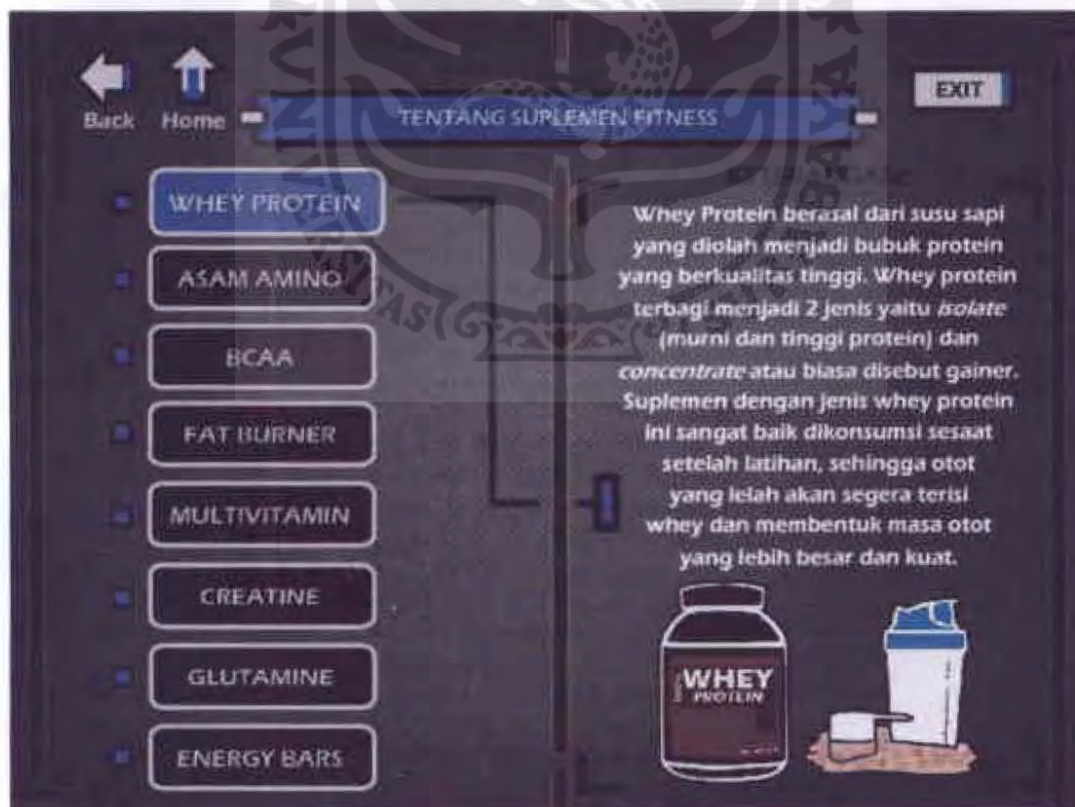 Back
Home
EXIT
TENTANG SUPLEMEN FITNESS
WHEY PROTEIN
ASAM AMINO
BCAA
FAT BURNER
MULTIVITAMIN
CREATINE
GLUTAMINE
ENERGY BARS
Whey Protein berasal dari susu sapi
yang diolah menjadi bubuk protein
yang berkualitas tinggi. Whey protein
terbagi menjadi 2 jenis yaitu isolate
(murni dan tinggi protein) dan
concentrate atau biasa disebut gainer.
Suplemen dengan jenis whey protein
ini sangat baik dikonsumsi sesaat
setelah latihan, sehingga otot
yang lelah akan segera terisi
whey dan membentuk masa otot
yang lebih besar dan kuat.
WHEY
PROTEIN